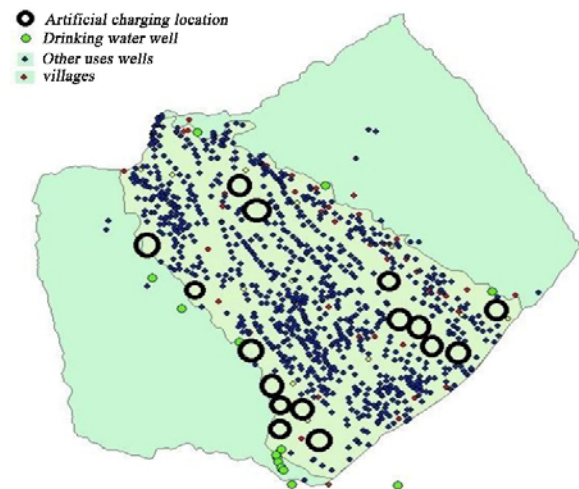 Artificial charging location
Drinking water well
Other uses wells
villages